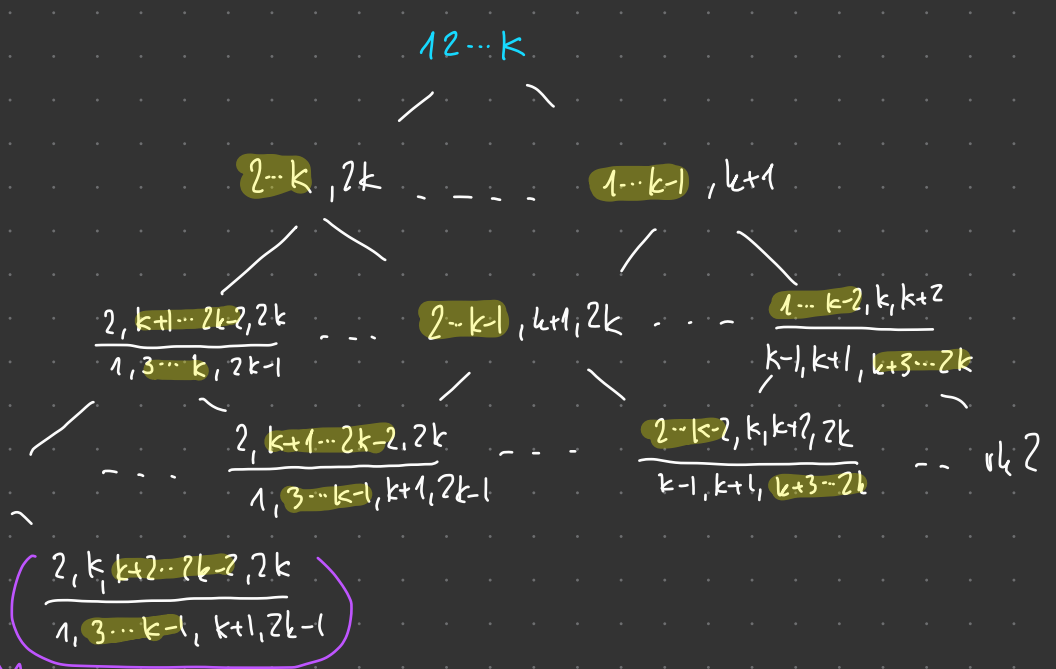 12...k
2...k ,2k - - - - 1...k-1 ,k+1
2, k+1...2k-2, 2k
1, 3...k, 2k-1
... 2...k-1 ,k+1, 2k ...
1...k-2, k, k+2
k-1, k+1, k+3...2k
2, k+1...2k-2, 2k
1, 3...k-1, k+1, 2k-1
2...k-2, k, k+2, 2k
k-1, k+1, k+3...2k
2, k, k+2...2k-2, 2k
1, 3...k-1, k+1, 2k-1